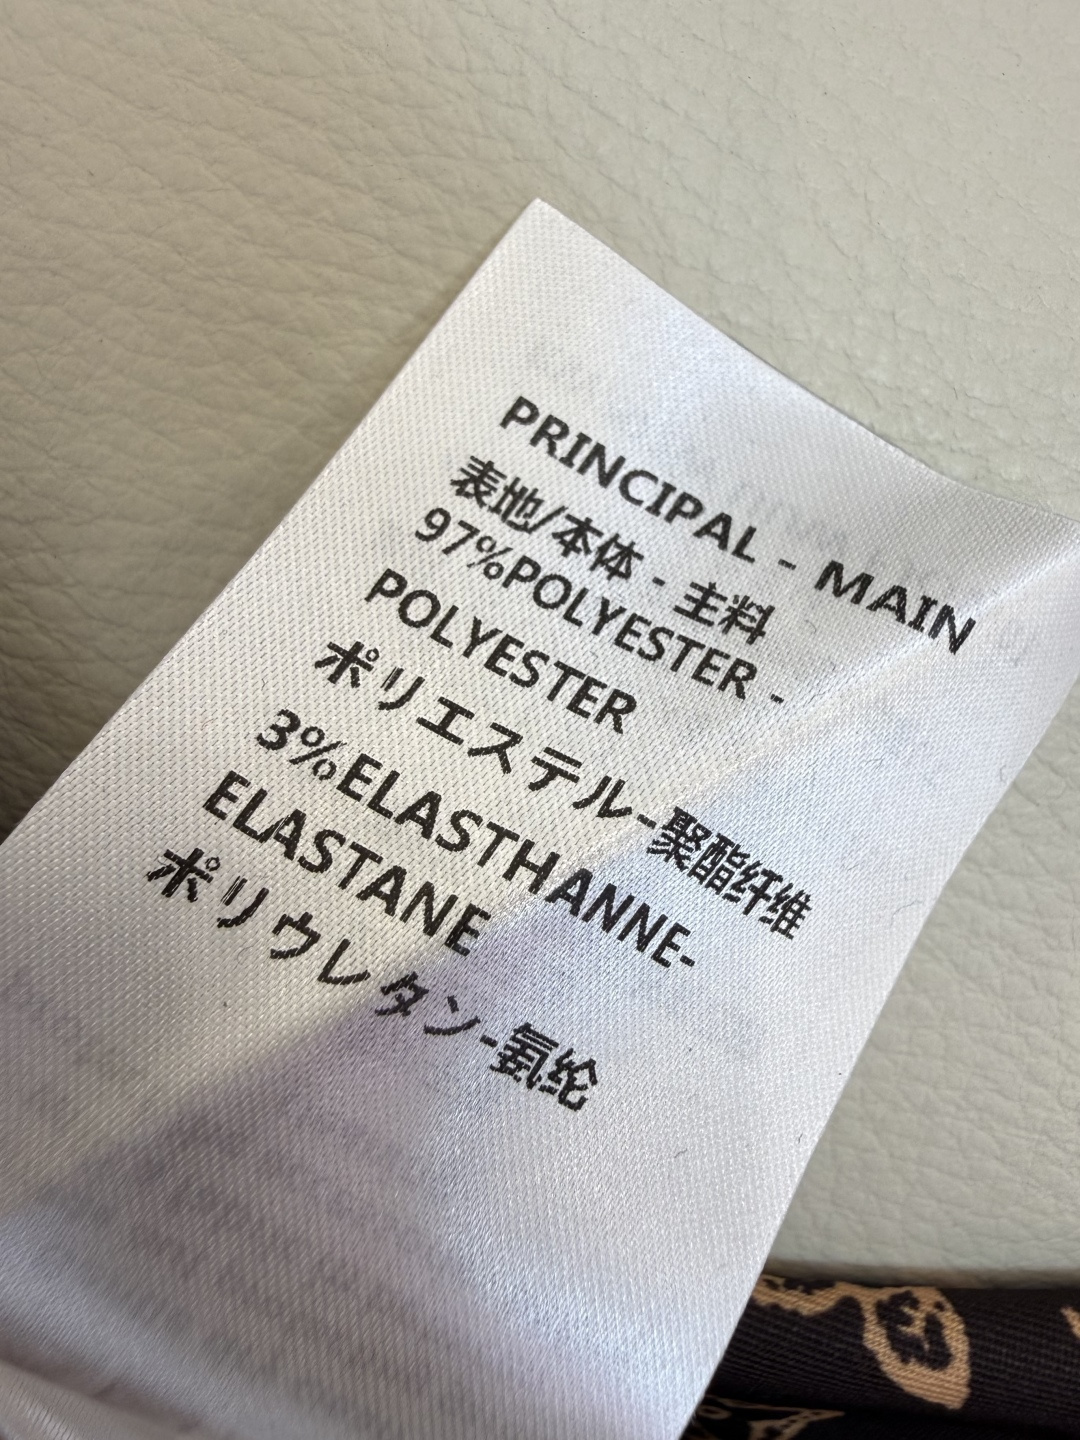 PRINCIPAL - MAIN
表地/本体 - 主料
97%POLYESTER -
POLYESTER
ポリエステル-聚酯纤维
3%ELASTHANNE-
ELASTANE
ポリウレタン-氨纶